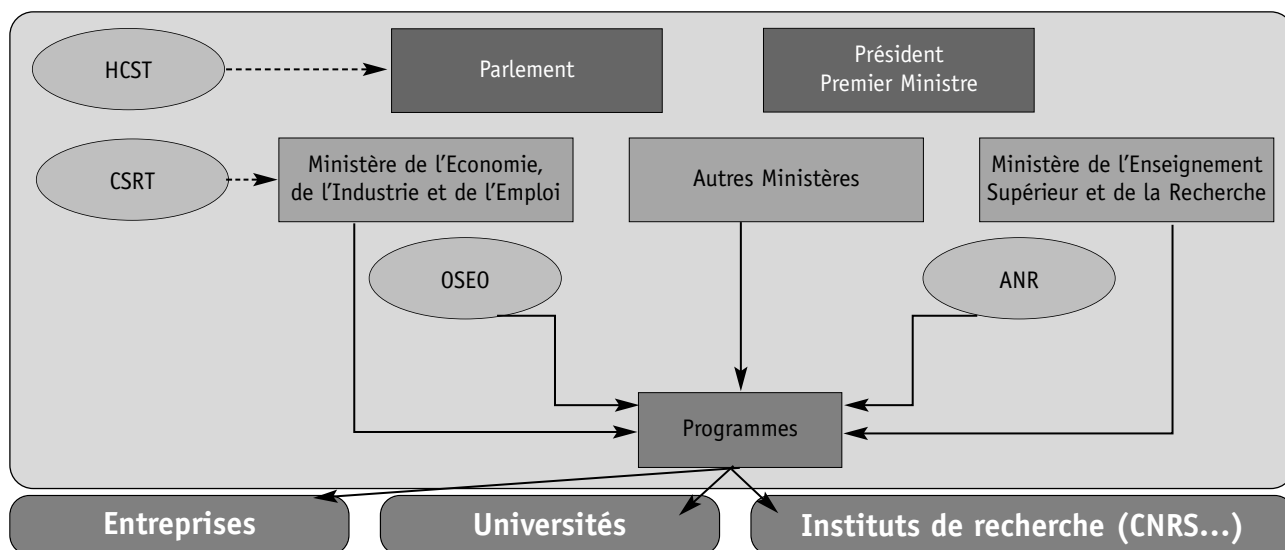 HCST
Parlement
Président
Premier Ministre
CSRT
Ministère de l'Economie,
de l'Industrie et de l'Emploi
Autres Ministères
Ministère de l'Enseignement
Supérieur et de la Recherche
OSEO
ANR
Programmes
Entreprises
Universités
Instituts de recherche (CNRS...)